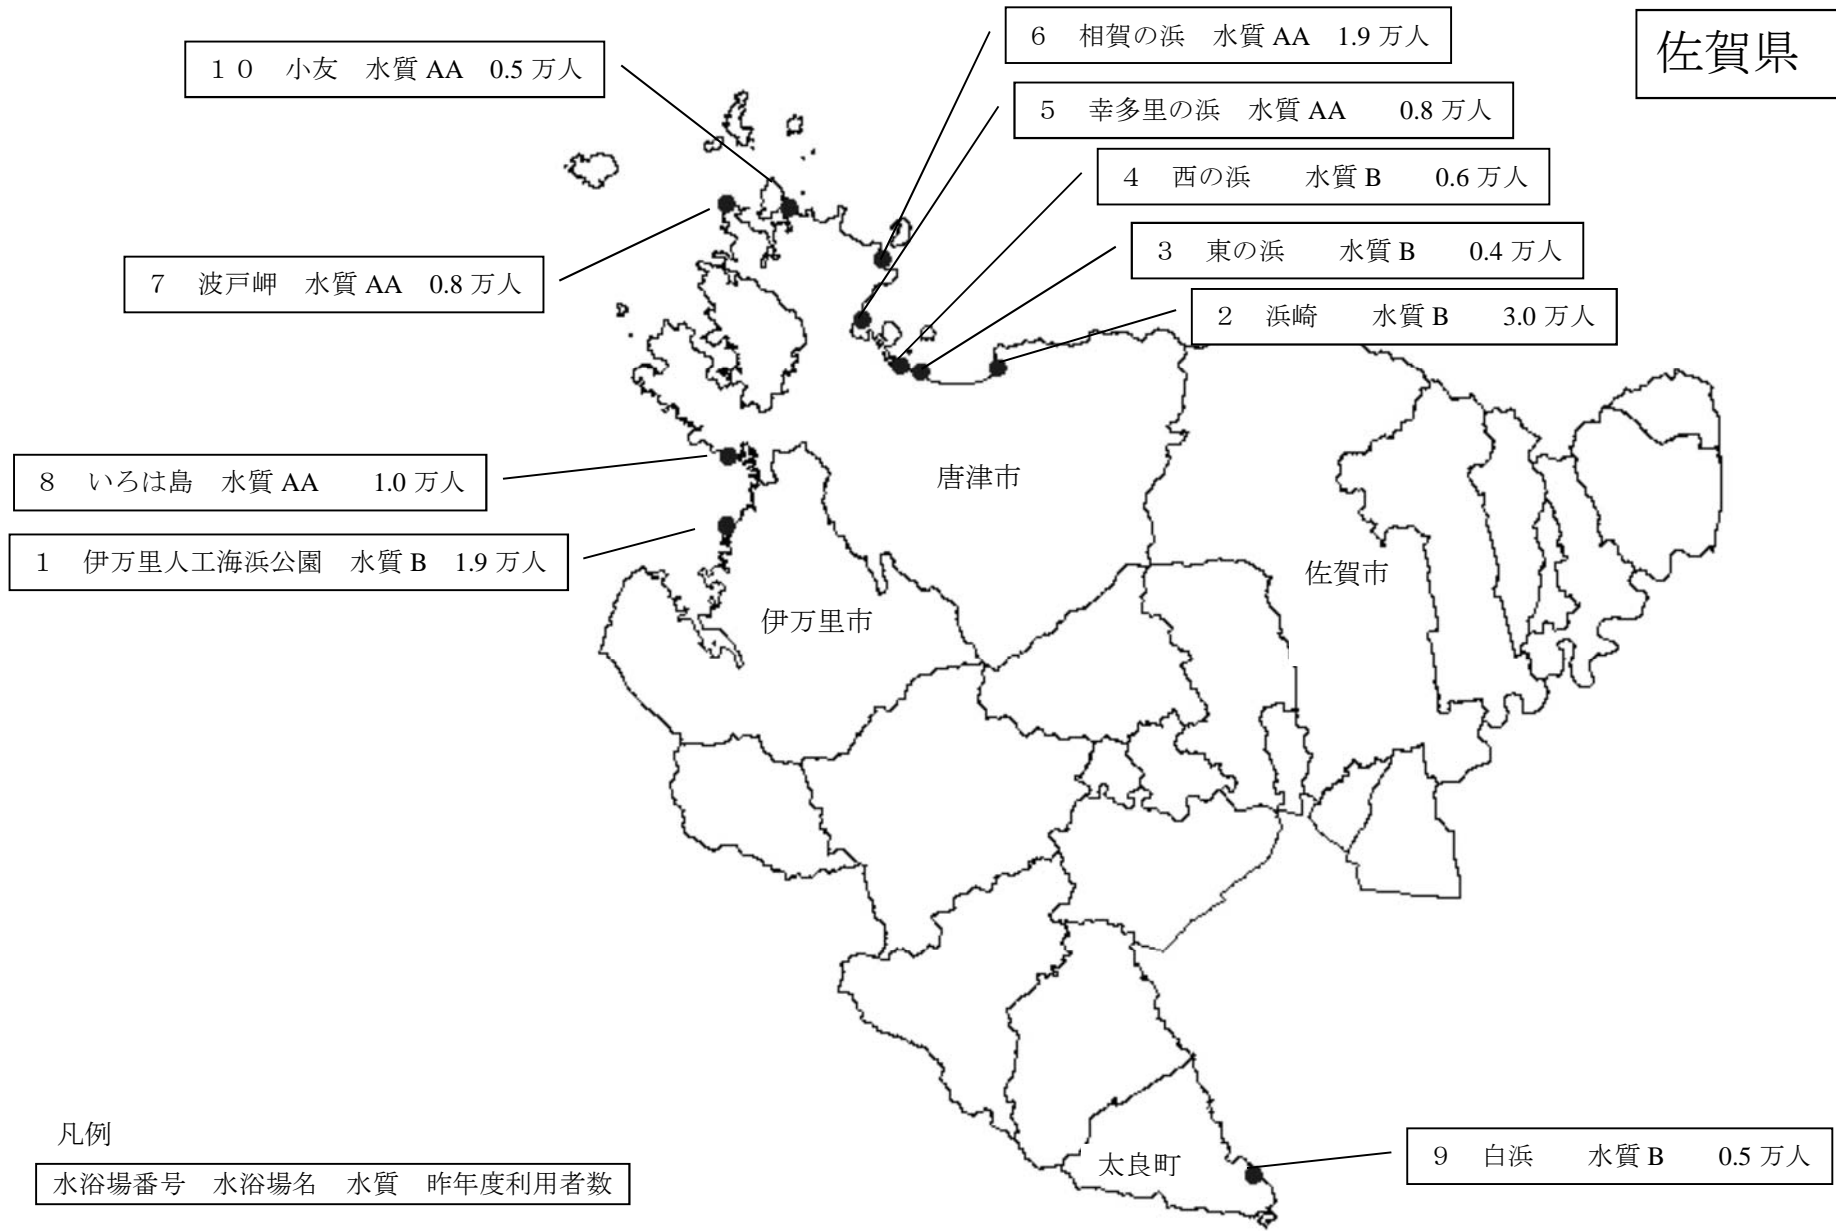 佐賀県
６　相賀の浜　水質 AA　1.9 万人
１０　小友　水質 AA　0.5 万人
５　幸多里の浜　水質 AA　　0.8 万人
４　西の浜　　水質 B　　0.6 万人
３　東の浜　　水質 B　　0.4 万人
７　波戸岬　水質 AA　0.8 万人
２　浜崎　　水質 B　　3.0 万人
８　いろは島　水質 AA　　1.0 万人
唐津市
１　伊万里人工海浜公園　水質 B　1.9 万人
佐賀市
伊万里市
凡例
９　白浜　　水質 B　　0.5 万人
太良町
水浴場番号　水浴場名　水質　昨年度利用者数